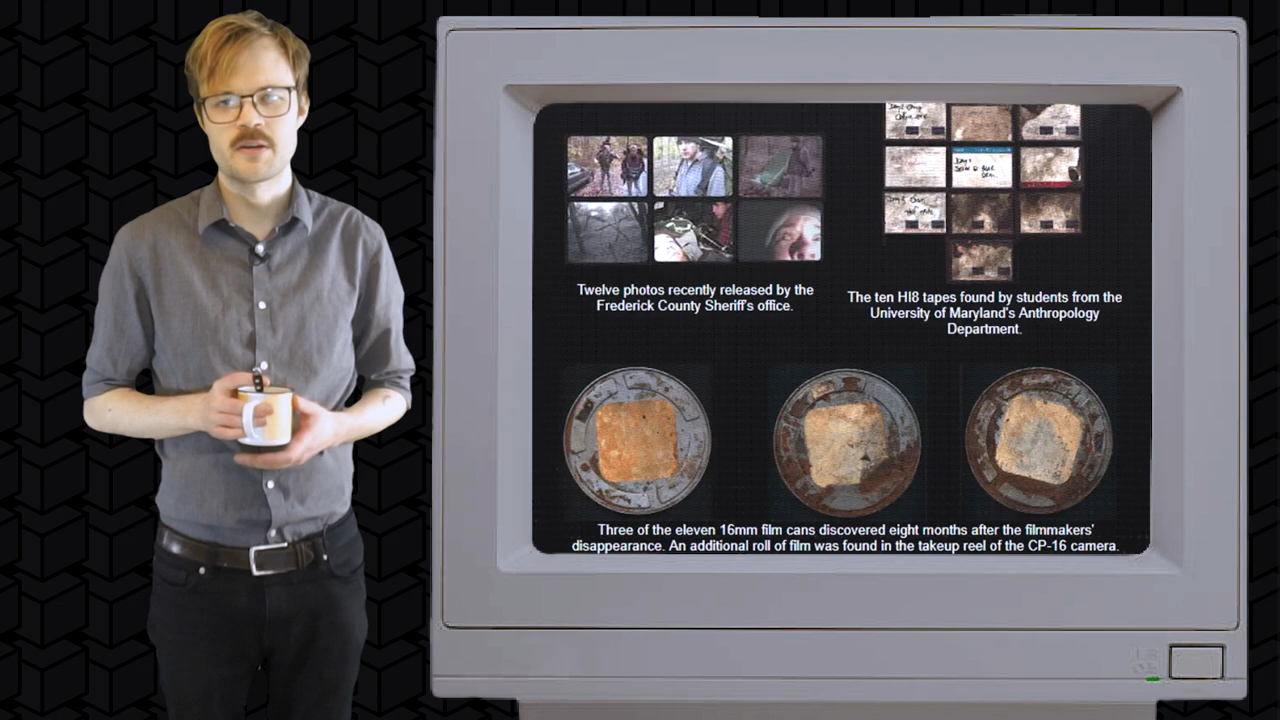 Twelve photos recently released by the
Frederick County Sheriff's office.
The ten HI8 tapes found by students from the
University of Maryland's Anthropology
Department.
Three of the eleven 16mm film cans discovered eight months after the filmmakers'
disappearance. An additional roll of film was found in the takeup reel of the CP-16 camera.